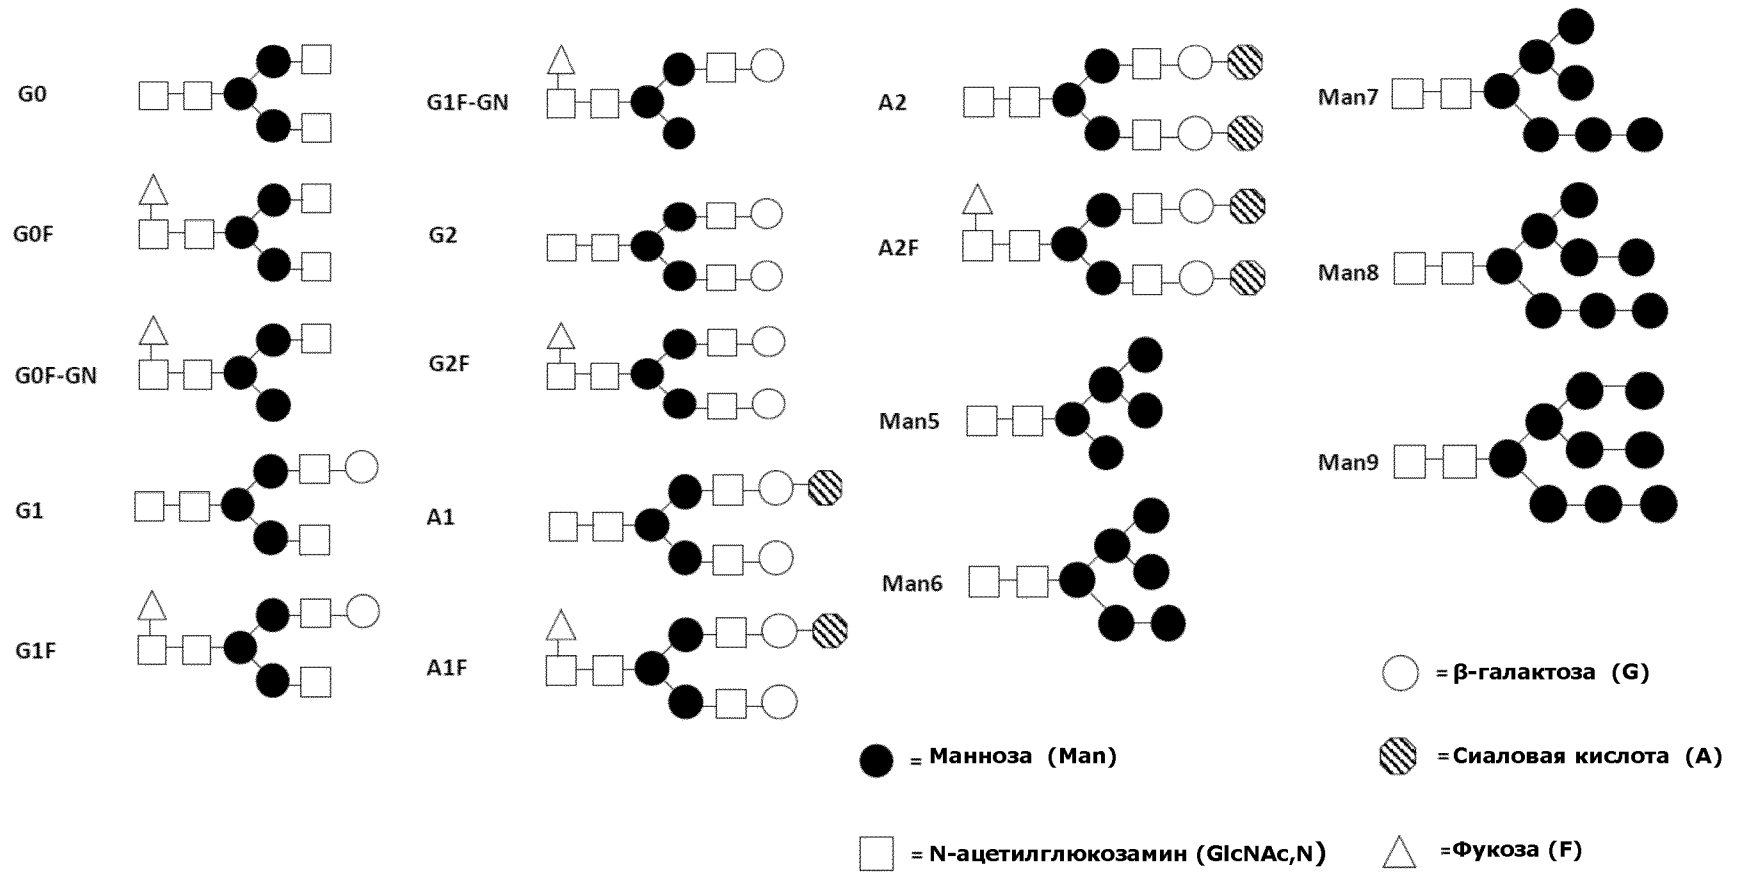 G0
G0F
G0F-GN
G1
G1F
G1F-GN
G2
G2F
A1
A1F
A2
A2F
Man5
Man6
Man7
Man8
Man9
= β-галактоза (G)
= Манноза (Man)
=Сиаловая кислота (A)
= N-ацетилглюкозамин (GlcNAc,N)
=Фукоза (F)